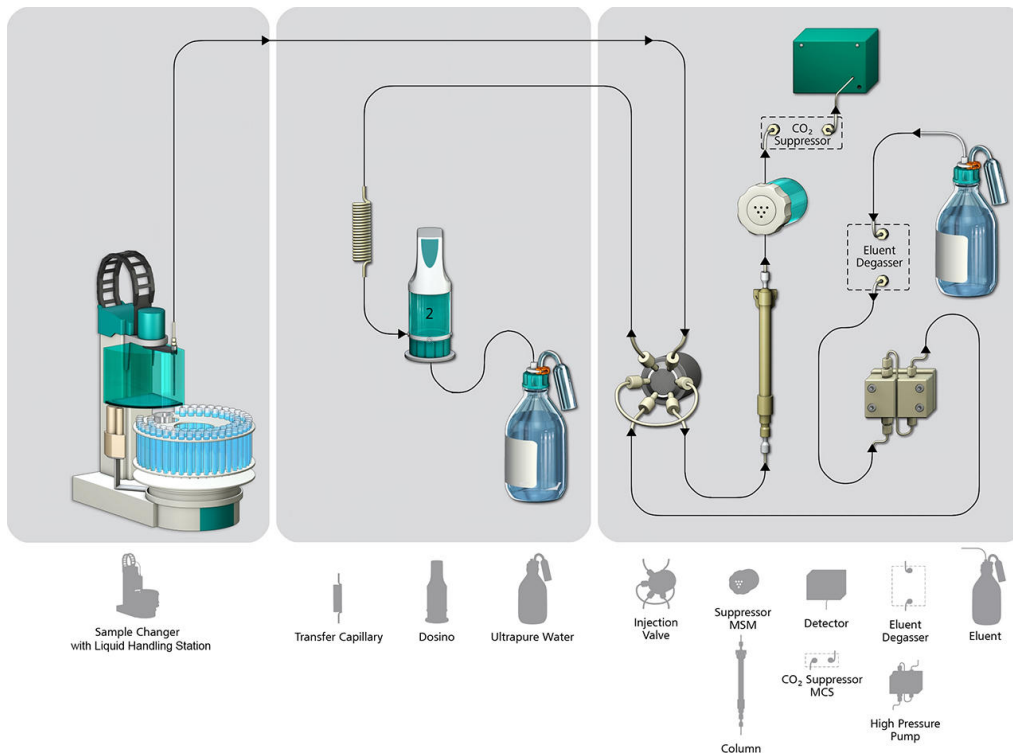 CO₂
Suppressor
Eluent
Degasser
2
Sample Changer
with Liquid Handling Station
Transfer Capillary
Dosino
Ultrapure Water
Injection
Valve
Suppressor
MSM
Detector
Eluent
Degasser
Eluent
CO₂ Suppressor
MCS
Column
High Pressure
Pump